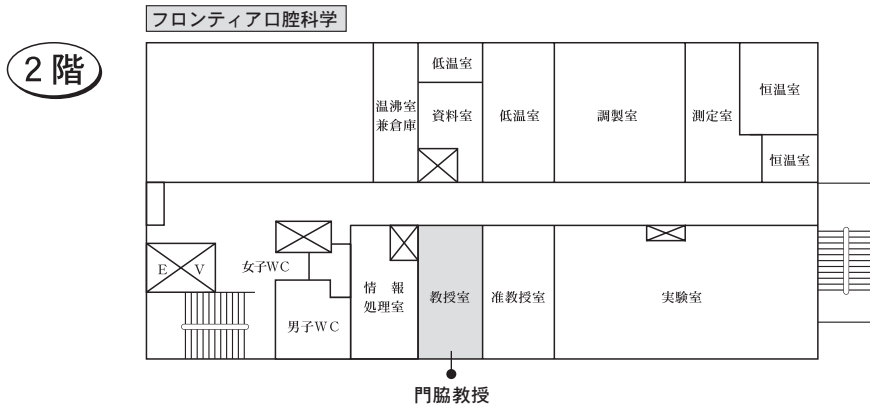 フロンティア口腔科学
2階
低温室
温沸室
兼倉庫
資料室
低温室
調製室
測定室
恒温室
恒温室
E V
女子WC
男子WC
情 報
処理室
教授室
准教授室
実験室
門脇教授